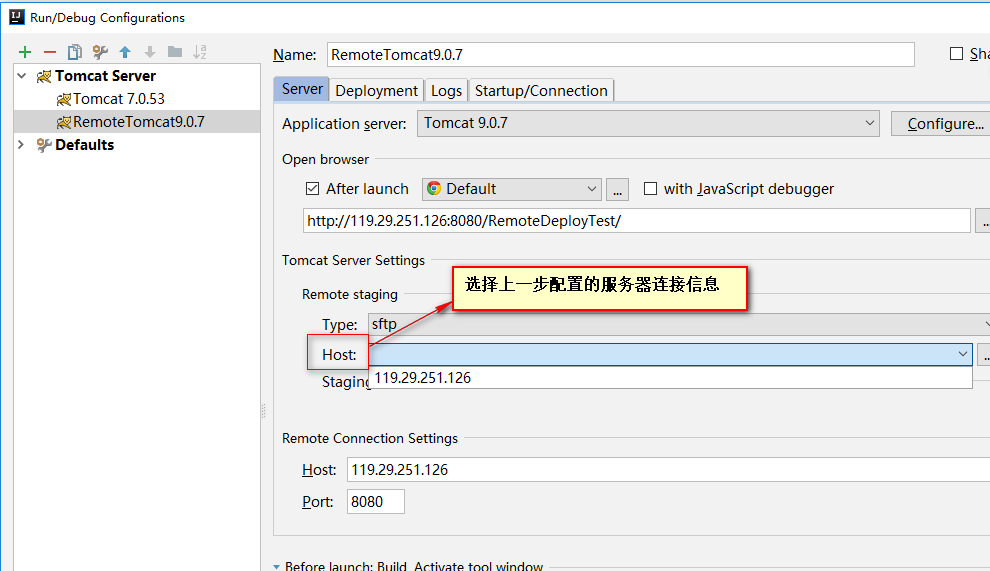 Run/Debug Configurations
Name: RemoteTomcat9.0.7
Tomcat Server
Tomcat 7.0.53
RemoteTomcat9.0.7
Defaults
Server Deployment Logs Startup/Connection
Application server: Tomcat 9.0.7 Configure...
Open browser
After launch Default ... with JavaScript debugger
http://119.29.251.126:8080/RemoteDeployTest/
Tomcat Server Settings
选择上一步配置的服务器连接信息
Remote staging
Type: sftp
Host:
119.29.251.126
Remote Connection Settings
Host: 119.29.251.126
Port: 8080
Before launch: Build, Activate tool window